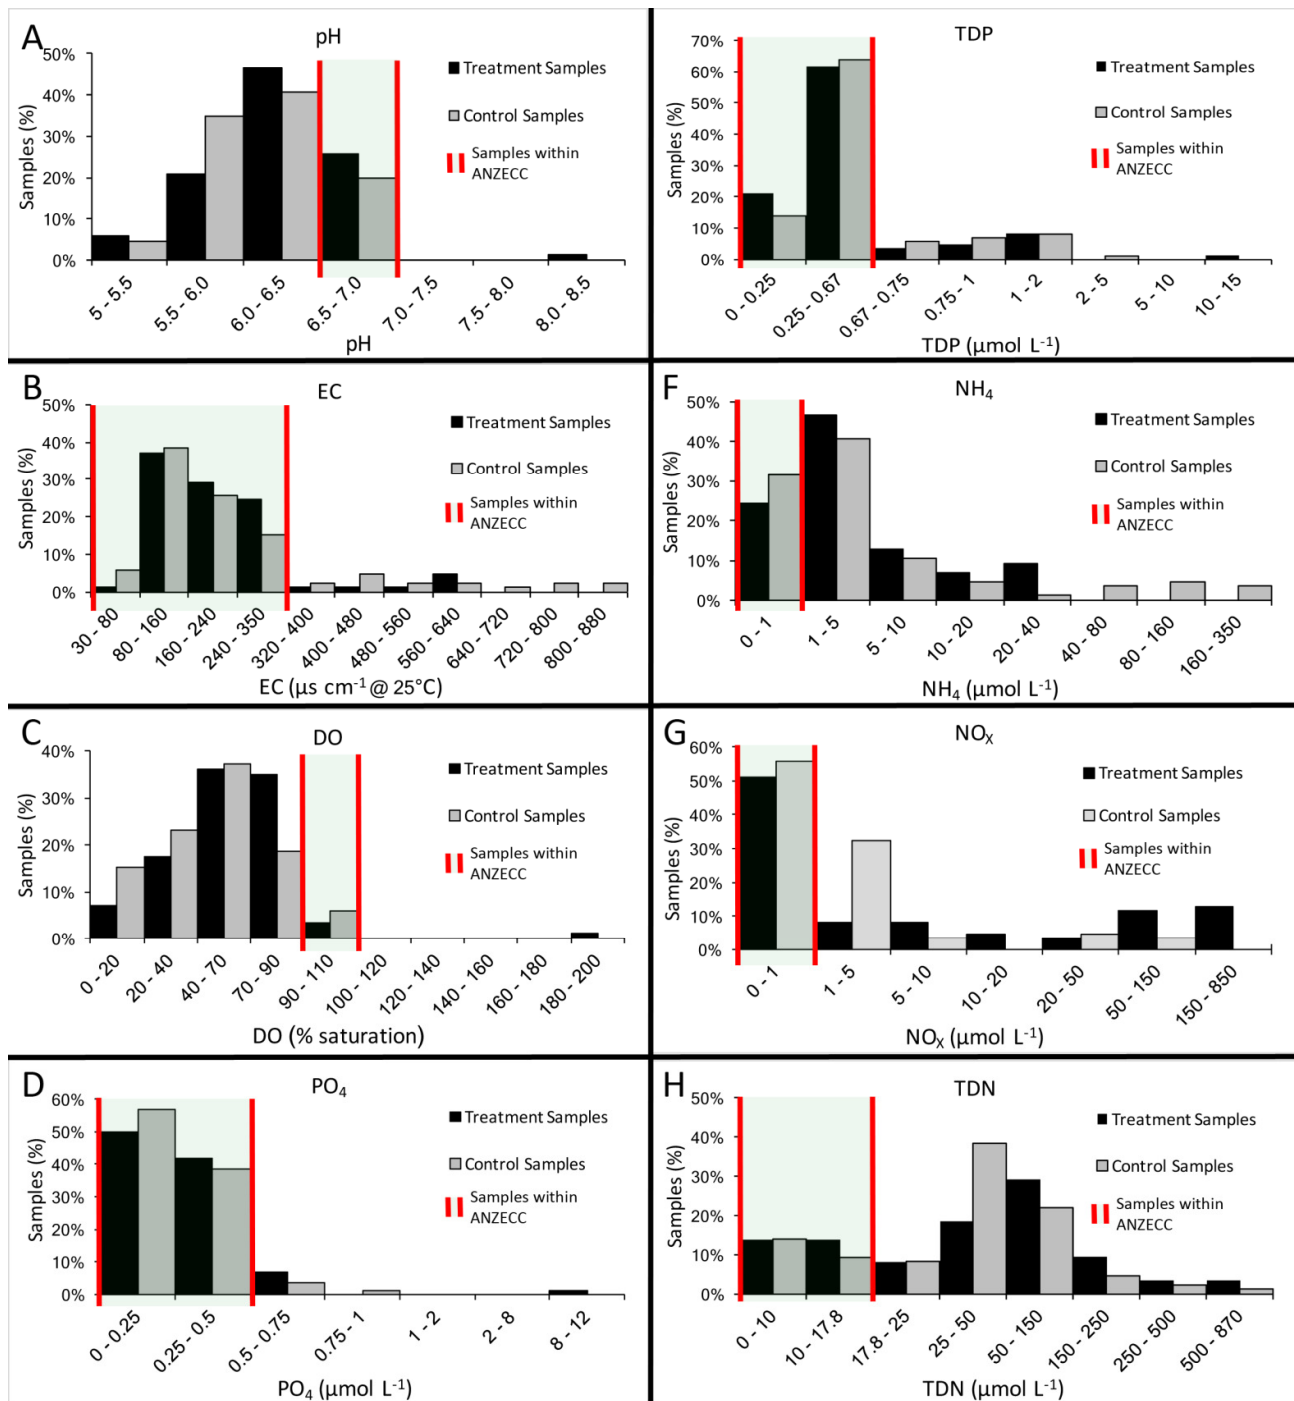 A
pH
50%
40%
30%
20%
10%
0%
Samples (%)
Treatment Samples
Control Samples
Samples within
ANZECC
5 - 5.5
5.5 - 6.0
6.0 - 6.5
6.5 - 7.0
7.0 - 7.5
7.5 - 8.0
8.0 - 8.5
pH
TDP
70%
60%
50%
40%
30%
20%
10%
0%
Samples (%)
Treatment Samples
Control Samples
Samples within
ANZECC
0 - 0.25
0.25 - 0.67
0.67 - 0.75
0.75 - 1
1 - 2
2 - 5
5 - 10
10 - 15
TDP (µmol L⁻¹)
B
EC
50%
40%
30%
20%
10%
0%
Samples (%)
Treatment Samples
Control Samples
Samples within
ANZECC
30 - 80
80 - 160
160 - 240
240 - 350
320 - 400
400 - 480
480 - 560
560 - 640
640 - 720
720 - 800
800 - 880
EC (µs cm⁻¹ @ 25°C)
F
NH₄
50%
40%
30%
20%
10%
0%
Samples (%)
Treatment Samples
Control Samples
Samples within
ANZECC
0 - 1
1 - 5
5 - 10
10 - 20
20 - 40
40 - 80
80 - 160
160 - 350
NH₄ (µmol L⁻¹)
C
DO
40%
30%
20%
10%
0%
Samples (%)
Treatment Samples
Control Samples
Samples within
ANZECC
0 - 20
20 - 40
40 - 70
70 - 90
90 - 110
100 - 120
120 - 140
140 - 160
160 - 180
180 - 200
DO (% saturation)
G
NOₓ
60%
50%
40%
30%
20%
10%
0%
Samples (%)
Treatment Samples
Control Samples
Samples within
ANZECC
0 - 1
1 - 5
5 - 10
10 - 20
20 - 50
50 - 150
150 - 850
NOₓ (µmol L⁻¹)
D
PO₄
60%
50%
40%
30%
20%
10%
0%
Samples (%)
Treatment Samples
Control Samples
Samples within
ANZECC
0 - 0.25
0.25 - 0.5
0.5 - 0.75
0.75 - 1
1 - 2
2 - 8
8 - 12
PO₄ (µmol L⁻¹)
H
TDN
50%
40%
30%
20%
10%
0%
Samples (%)
Treatment Samples
Control Samples
Samples within
ANZECC
0 - 10
10 - 17.8
17.8 - 25
25 - 50
50 - 150
150 - 250
250 - 500
500 - 870
TDN (µmol L⁻¹)